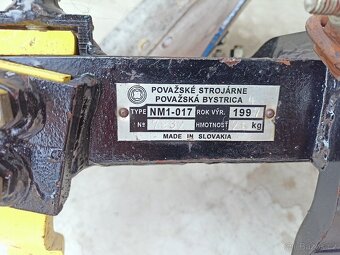 POVAŽSKÉ STROJÁRNE
POVAŽSKÁ BYSTRICA
TYPE NM1-017 ROK VÝR. 199
№ HMOTNOSŤ kg
MADE IN SLOVAKIA